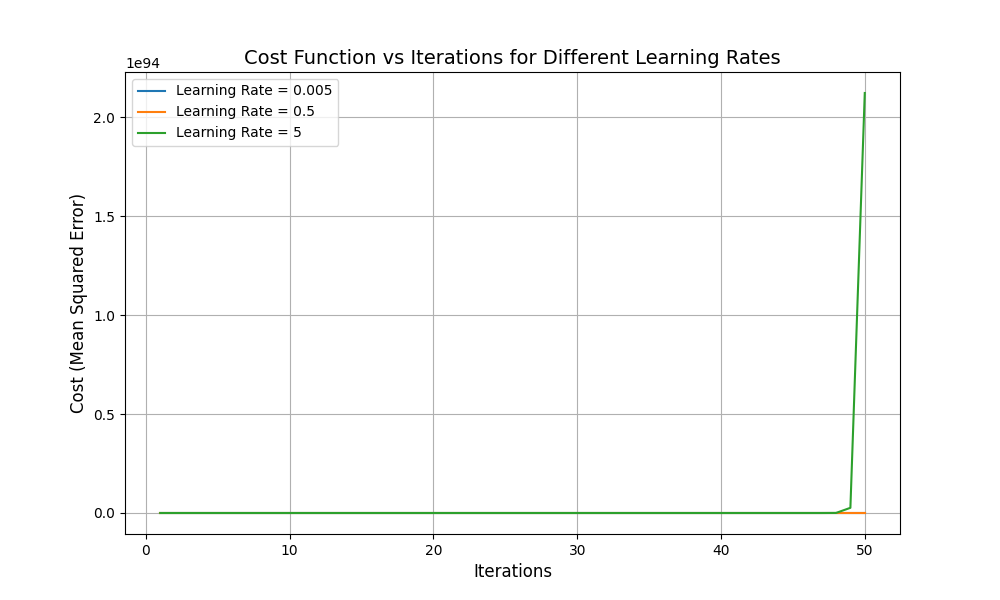 Cost Function vs Iterations for Different Learning Rates
1e94
Learning Rate = 0.005
Learning Rate = 0.5
Learning Rate = 5
2.0
1.5
1.0
0.5
0.0
Cost (Mean Squared Error)
0 10 20 30 40 50
Iterations